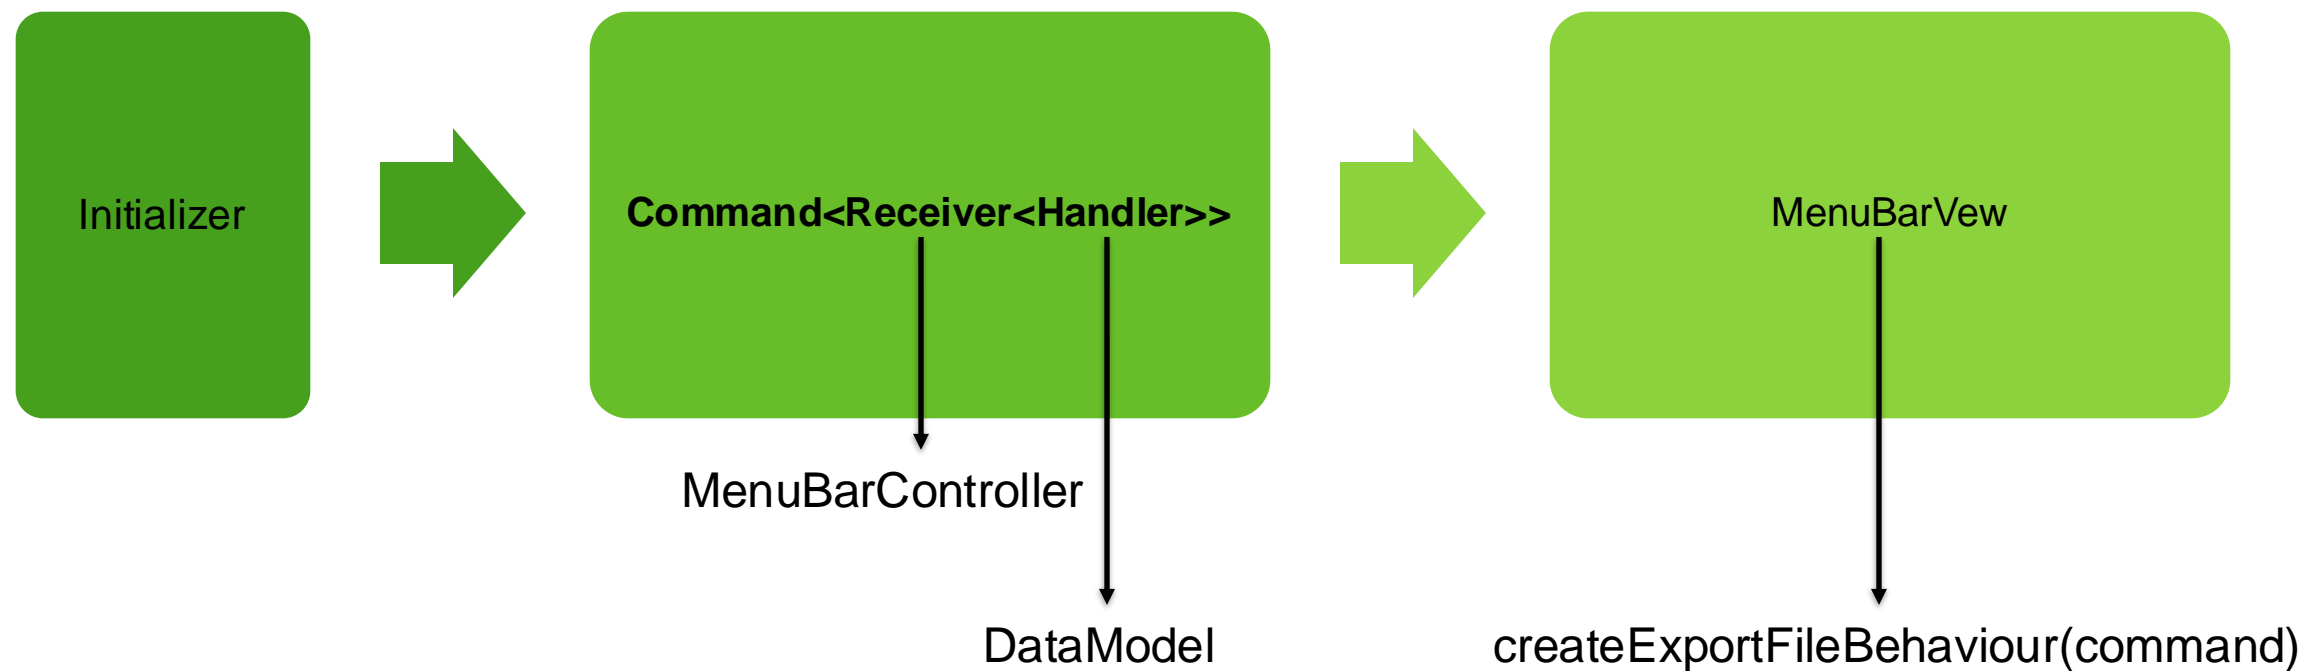 Initializer
Command<Receiver<Handler>>
MenuBarVew
MenuBarController
DataModel
createExportFileBehaviour(command)